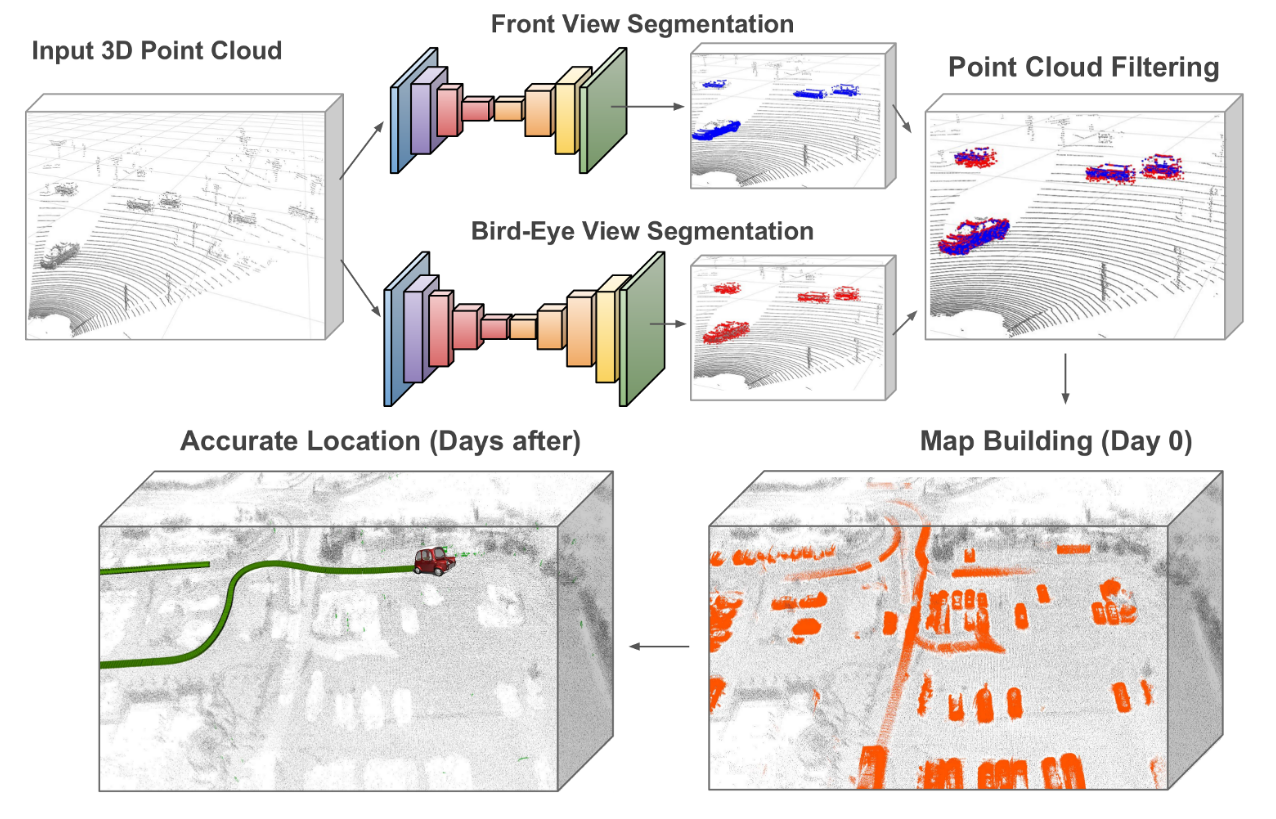 Front View Segmentation
Input 3D Point Cloud
Point Cloud Filtering
Bird-Eye View Segmentation
Accurate Location (Days after)
Map Building (Day 0)